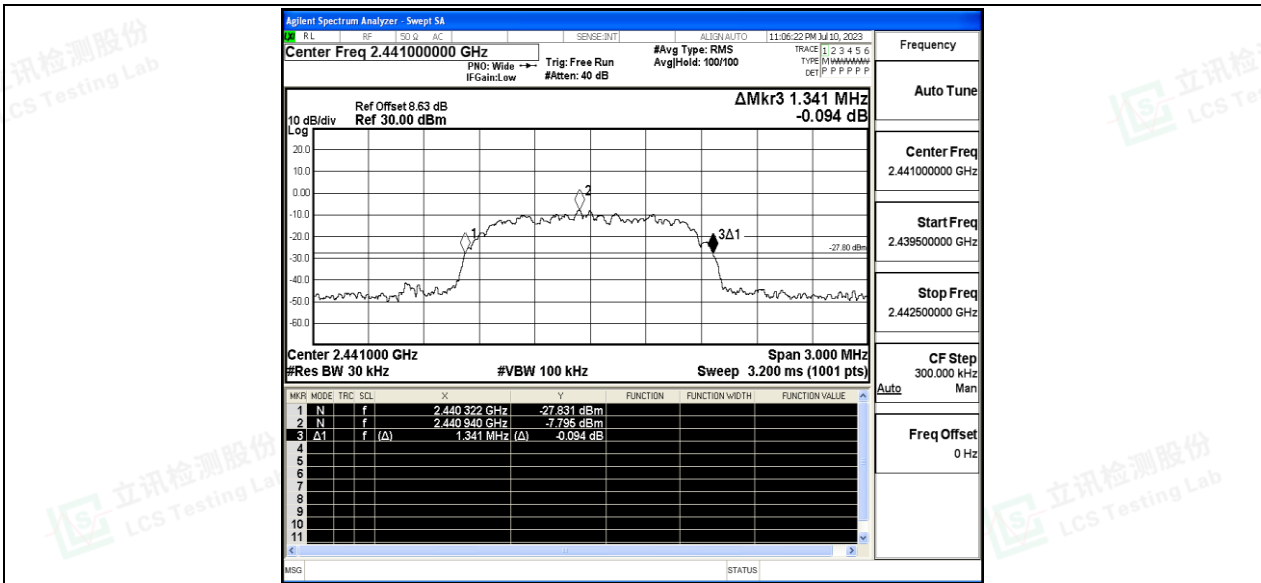 Agilent Spectrum Analyzer - Swept SA
RL RF 50 Ω AC SENSE:INT ALIGN AUTO 11:06:22 PM Jul 10, 2023
Center Freq 2.441000000 GHz #Avg Type: RMS TRACE 1 2 3 4 5 6
PNO: Wide Trig: Free Run Avg|Hold: 100/100 TYPE M WWWWW
IFGain:Low #Atten: 40 dB DET P P P P P P
ΔMkr3 1.341 MHz
Ref Offset 8.63 dB
10 dB/div Ref 30.00 dBm -0.094 dB
Log
20.0
10.0
0.00
2
-10.0
-20.0
1 3Δ1
-27.80 dBm
-30.0
-40.0
-50.0
-60.0
Center 2.441000 GHz Span 3.000 MHz
#Res BW 30 kHz #VBW 100 kHz Sweep 3.200 ms (1001 pts)
MKR MODE TRC SCL X Y FUNCTION FUNCTION WIDTH FUNCTION VALUE
1 N f 2.440 322 GHz -27.831 dBm
2 N f 2.440 940 GHz -7.795 dBm
3 Δ1 f (Δ) 1.341 MHz (Δ) -0.094 dB
4
5
6
7
8
9
10
11
MSG STATUS
Frequency
Auto Tune
Center Freq
2.441000000 GHz
Start Freq
2.439500000 GHz
Stop Freq
2.442500000 GHz
CF Step
300.000 kHz
Auto Man
Freq Offset
0 Hz
讯检测股份
LCS Testing Lab
立讯检
LCS Te
立讯检测股份
LCS Testing Lab
立讯检测股份
LCS Testing Lab